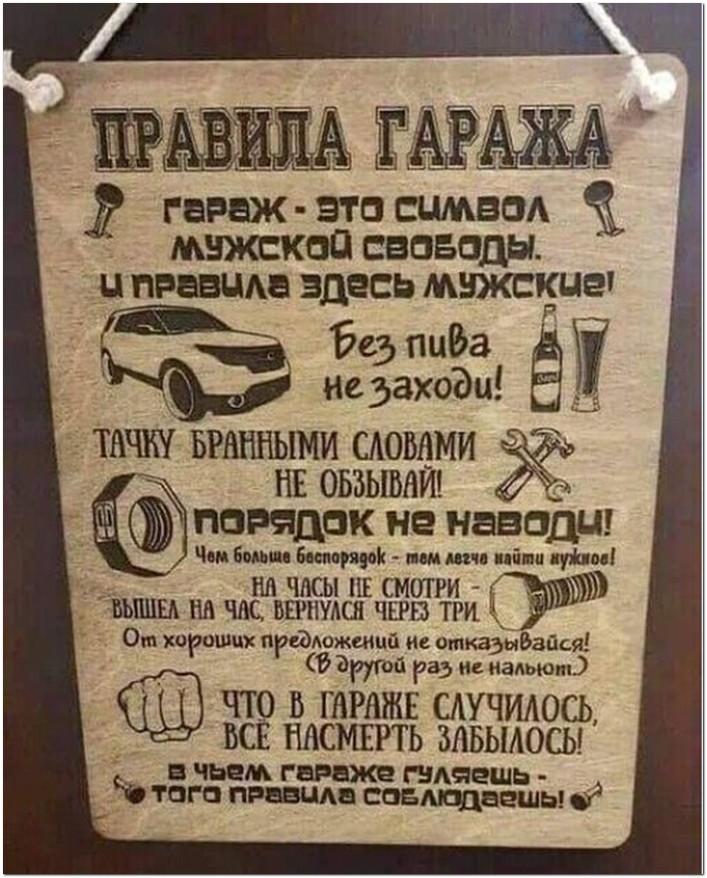 ПРАВИЛА ГАРАЖА
гараж - это символ
мужской свободы.
и правила здесь мужские!
Без пива
не заходи!
ТАЧКУ БРАННЫМИ СЛОВАМИ
НЕ ОБЗЫВАЙ!
порядок не наводи!
Чем больше беспорядок - тем легче найти нужное!
НА ЧАСЫ НЕ СМОТРИ -
ВЫШЕЛ НА ЧАС, ВЕРНУЛСЯ ЧЕРЕЗ ТРИ.
От хороших предложений не отказывайся!
(В другой раз не нальют.)
ЧТО В ГАРАЖЕ СЛУЧИЛОСЬ,
ВСЁ НАСМЕРТЬ ЗАБЫЛОСЬ!
в чьем гараже гуляешь -
того правила соблюдаешь!